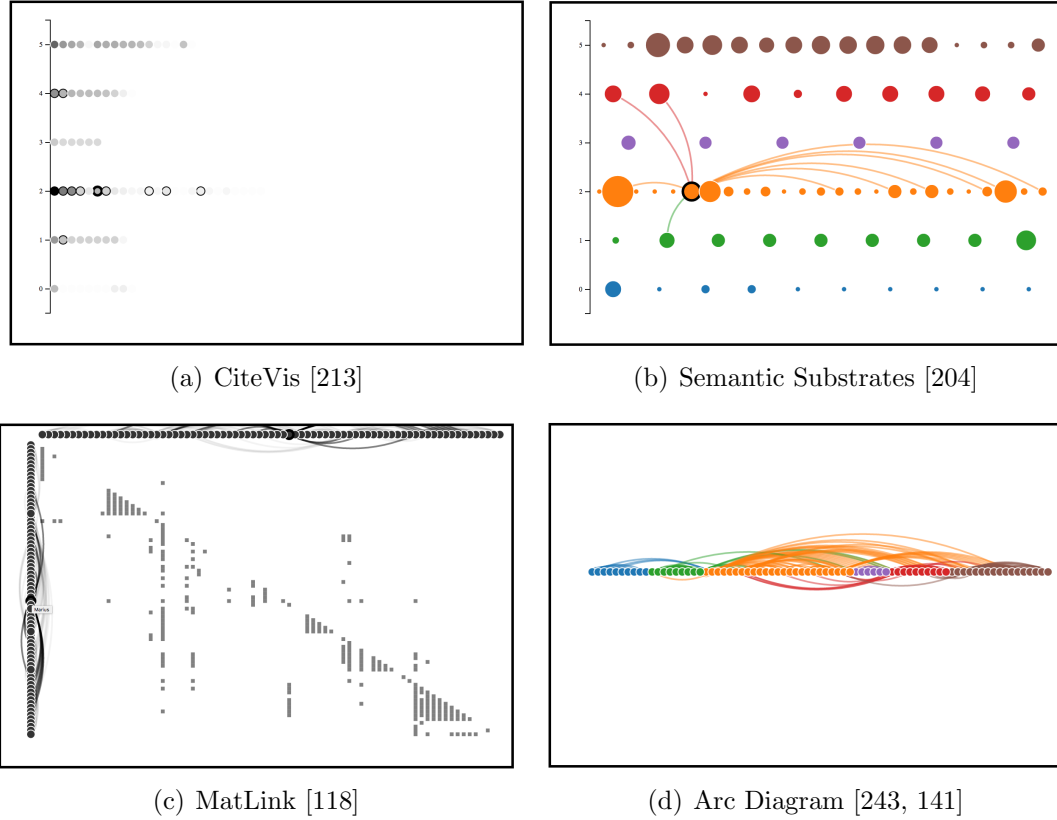 5
4
3
2
1
0
(a) CiteVis [213]
5
4
3
2
1
0
(b) Semantic Substrates [204]
Marius
(c) MatLink [118]
(d) Arc Diagram [243, 141]